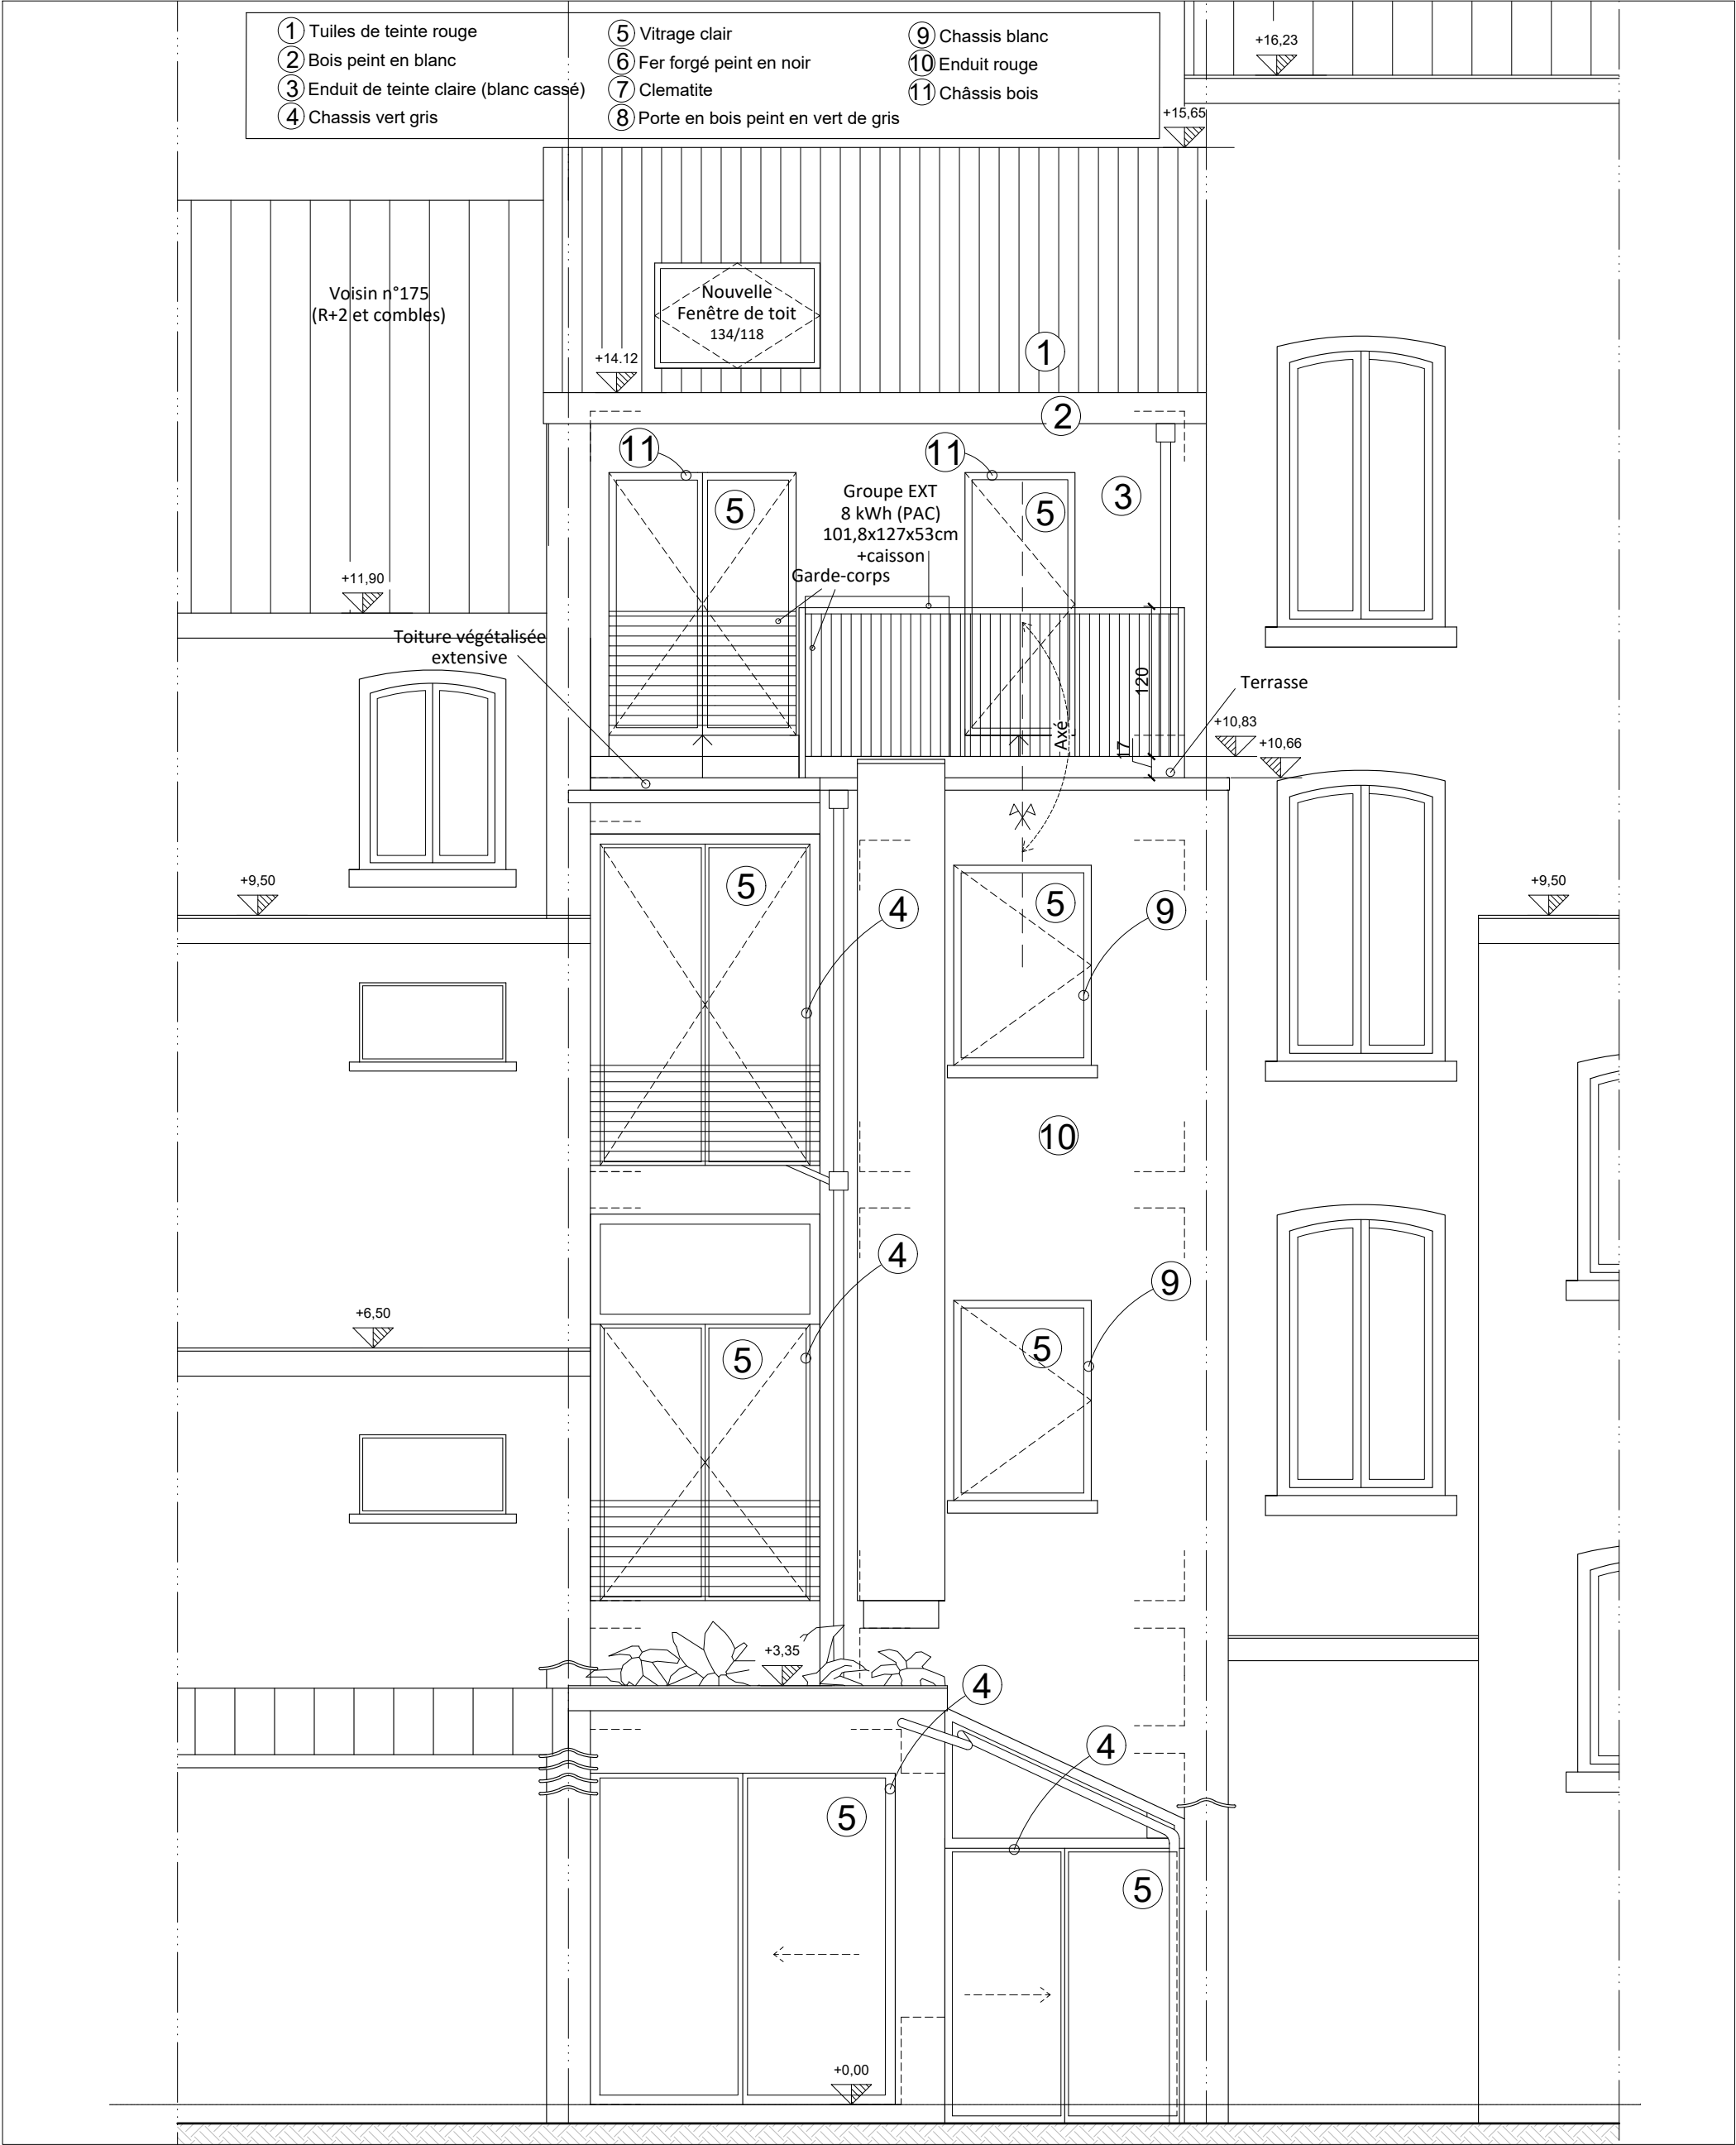 1 Tuiles de teinte rouge
2 Bois peint en blanc
3 Enduit de teinte claire (blanc cassé)
4 Chassis vert gris
5 Vitrage clair
6 Fer forgé peint en noir
7 Clematite
8 Porte en bois peint en vert de gris
9 Chassis blanc
10 Enduit rouge
11 Châssis bois
+16,23
+15,65
Voisin n°175
(R+2 et combles)
Nouvelle
Fenêtre de toit
134/118
+14.12
1
2
11
11
5
5
3
Groupe EXT
8 kWh (PAC)
101,8x127x53cm
+caisson
Garde-corps
+11,90
Toiture végétalisée
extensive
120
Terrasse
Axé
17
+10,83
+10,66
5
4
5
9
+9,50
+9,50
10
4
9
+6,50
5
5
+3,35
4
4
5
5
+0,00